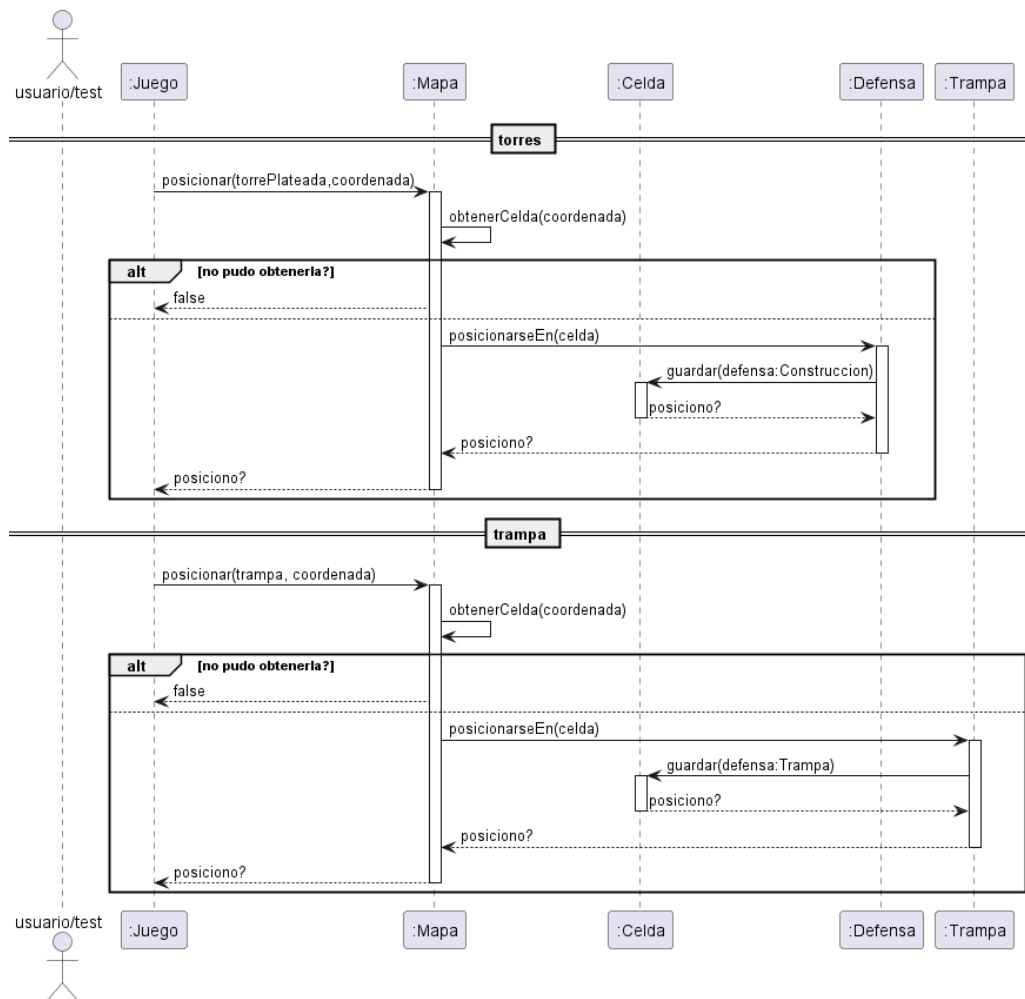 usuario/test
:Juego
:Mapa
:Celda
:Defensa
:Trampa
torres
posicionar(torrePlateada,coordenada)
obtenerCelda(coordenada)
alt
[no pudo obtenerla?]
false
posicionarseEn(celda)
guardar(defensa:Construccion)
posiciono?
posiciono?
posiciono?
trampa
posicionar(trampa, coordenada)
obtenerCelda(coordenada)
alt
[no pudo obtenerla?]
false
posicionarseEn(celda)
guardar(defensa:Trampa)
posiciono?
posiciono?
posiciono?
usuario/test
:Juego
:Mapa
:Celda
:Defensa
:Trampa